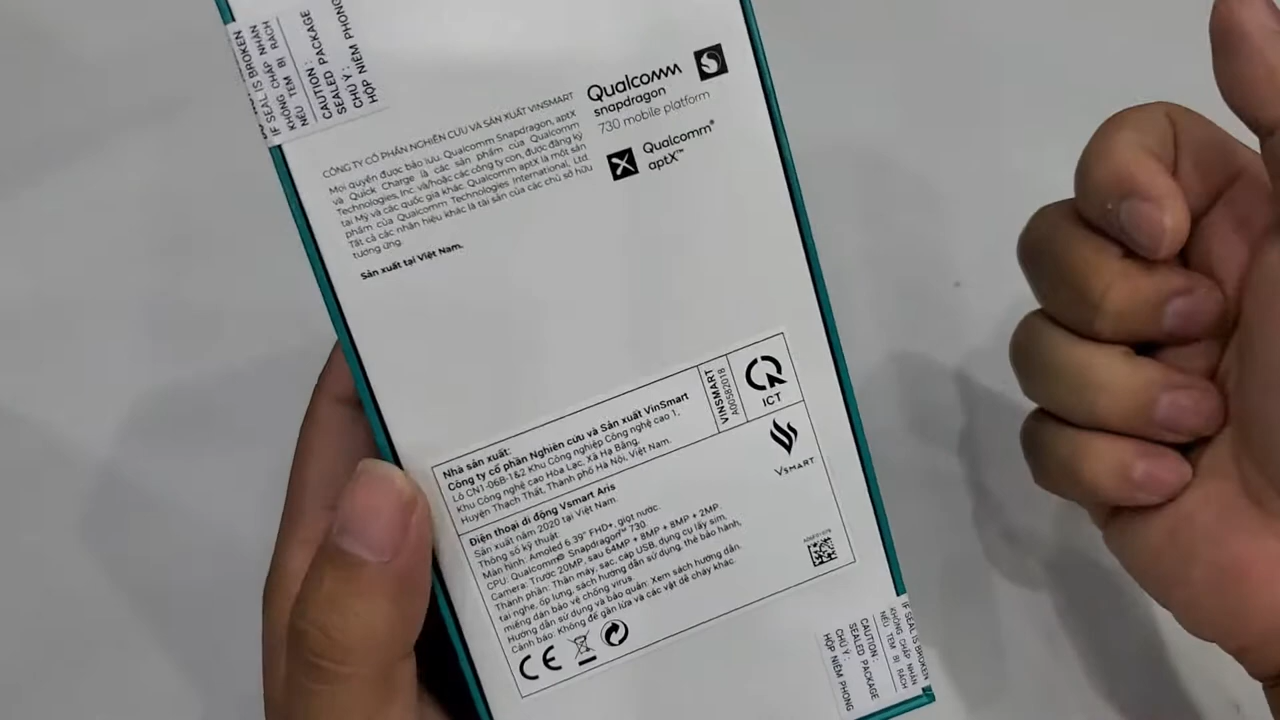 IF SEAL IS BROKEN
KHÔNG CHẤP NHẬN
NẾU TEM BỊ RÁCH
CAUTION :
SEALED PACKAGE
CHÚ Ý :
HỘP NIÊM PHONG
Qualcomm
snapdragon
730 mobile platform
Qualcomm®
aptX™
CÔNG TY CỔ PHẦN NGHIÊN CỨU VÀ SẢN XUẤT VINSMART
Mọi quyền được bảo lưu. Qualcomm Snapdragon, aptX
và Quick Charge là các sản phẩm của Qualcomm
Technologies, Inc. và/hoặc các công ty con, được đăng ký
tại Mỹ và các quốc gia khác. Qualcomm aptX là một sản
phẩm của Qualcomm Technologies International, Ltd.
Tất cả các nhãn hiệu khác là tài sản của các chủ sở hữu
tương ứng.
Sản xuất tại Việt Nam.
Nhà sản xuất:
Công ty cổ phần Nghiên cứu và Sản xuất VinSmart
Lô CN1-06B-1&2 Khu Công nghiệp Công nghệ cao 1,
Khu Công nghệ cao Hòa Lạc, Xã Hạ Bằng,
Huyện Thạch Thất, Thành phố Hà Nội, Việt Nam.
VINSMART
A00582018
ICT
Điện thoại di động Vsmart Aris
Sản xuất năm 2020 tại Việt Nam.
Thông số kỹ thuật:
Màn hình: Amoled 6.39" FHD+, giọt nước.
CPU: Qualcomm® Snapdragon™ 730.
Camera: Trước 20MP, sau 64MP + 8MP + 8MP + 2MP.
Thành phần: Thân máy, sạc, cáp USB, dụng cụ lấy sim,
tai nghe, ốp lưng, sách hướng dẫn sử dụng, thẻ bảo hành,
miếng dán bảo vệ chống virus
Hướng dẫn sử dụng và bảo quản: Xem sách hướng dẫn.
Cảnh báo: Không để gần lửa và các vật dễ cháy khác.
VSMART
CE
IF SEAL IS BROKEN
KHÔNG CHẤP NHẬN
NẾU TEM BỊ RÁCH
CAUTION :
SEALED PACKAGE
CHÚ Ý :
HỘP NIÊM PHONG